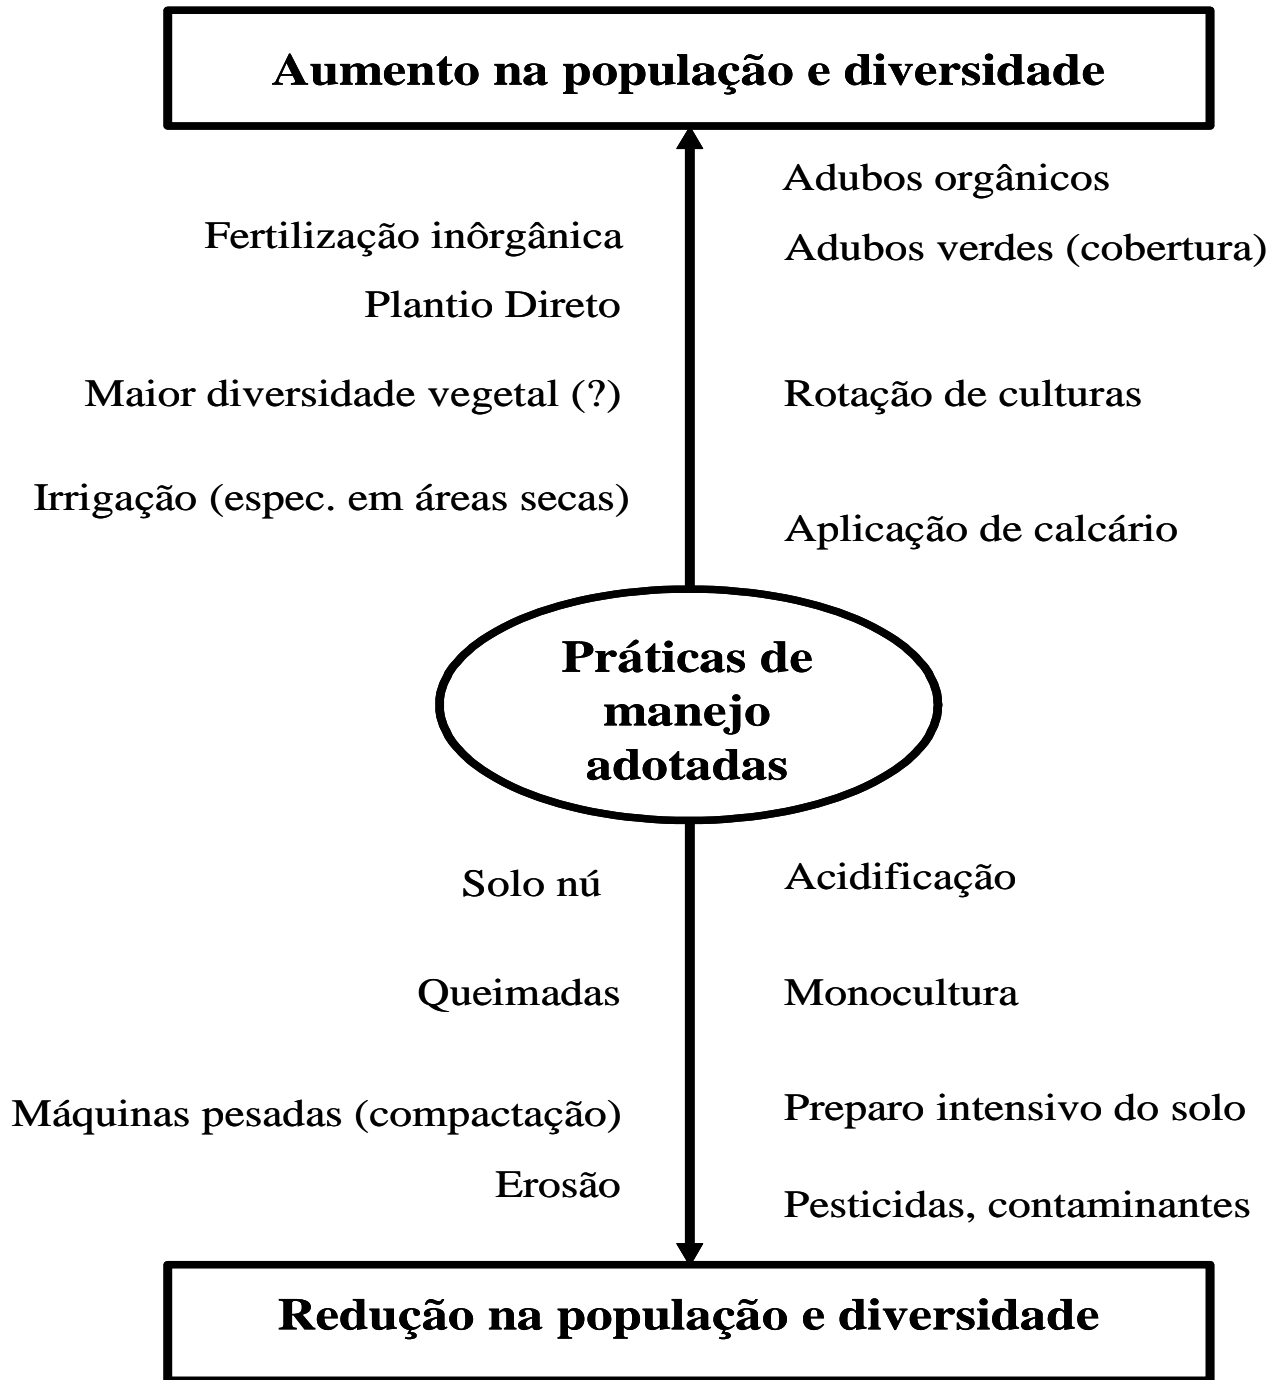 Aumento na população e diversidade
Adubos orgânicos
Fertilização inôrgânica
Adubos verdes (cobertura)
Plantio Direto
Maior diversidade vegetal (?)
Rotação de culturas
Irrigação (espec. em áreas secas)
Aplicação de calcário
Práticas de
manejo
adotadas
Solo nú
Acidificação
Queimadas
Monocultura
Máquinas pesadas (compactação)
Preparo intensivo do solo
Erosão
Pesticidas, contaminantes
Redução na população e diversidade